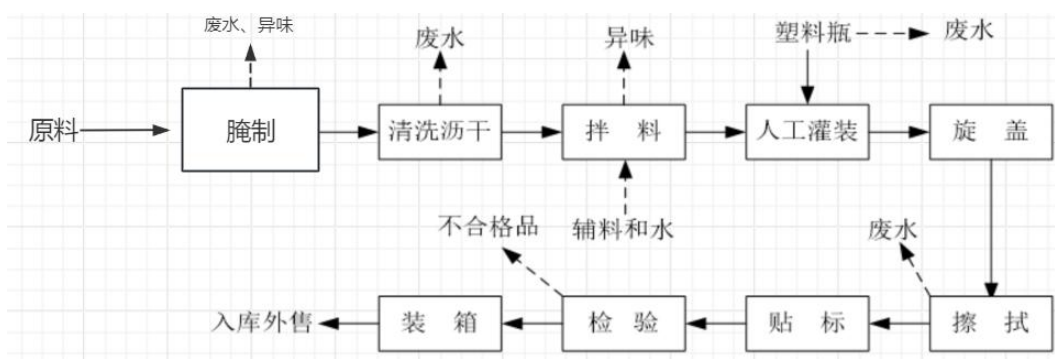 废水、异味
废水
异味
塑料瓶
废水
原料
腌制
清洗沥干
拌 料
人工灌装
旋 盖
不合格品
辅料和水
废水
入库外售
装 箱
检 验
贴 标
擦 拭